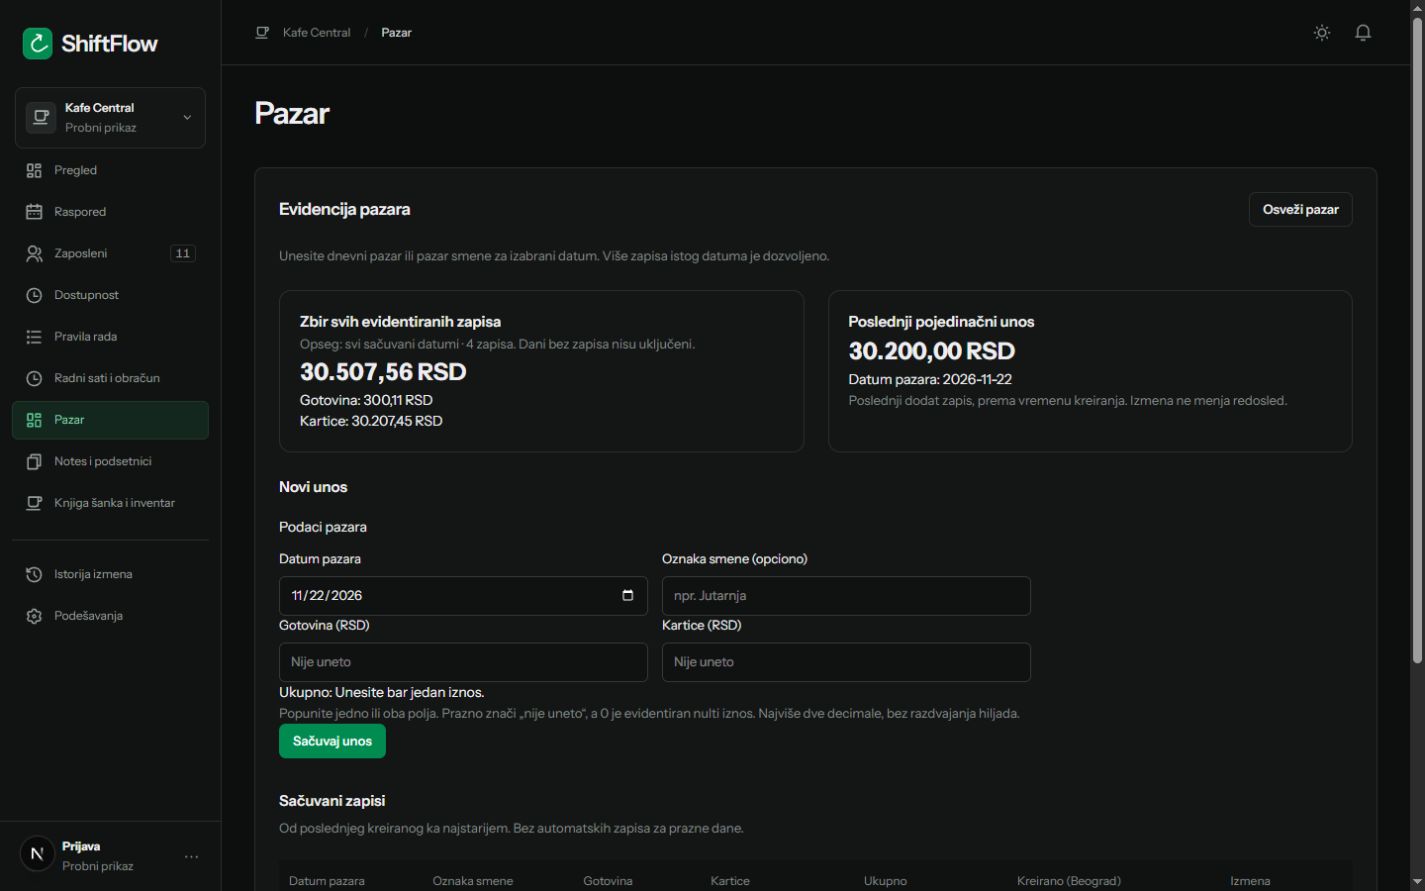 ShiftFlow
Kafe Central
Probni prikaz
Pregled
Raspored
Zaposleni 11
Dostupnost
Pravila rada
Radni sati i obračun
Pazar
Notes i podsetnici
Knjiga šanka i inventar
Istorija izmena
Podešavanja
N
Prijava
Probni prikaz
...
Kafe Central / Pazar
Pazar
Evidencija pazara
Osveži pazar
Unesite dnevni pazar ili pazar smene za izabrani datum. Više zapisa istog datuma je dozvoljeno.
Zbir svih evidentiranih zapisa
Opseg: svi sačuvani datumi · 4 zapisa. Dani bez zapisa nisu uključeni.
30.507,56 RSD
Gotovina: 300,11 RSD
Kartice: 30.207,45 RSD
Poslednji pojedinačni unos
30.200,00 RSD
Datum pazara: 2026-11-22
Poslednji dodat zapis, prema vremenu kreiranja. Izmena ne menja redosled.
Novi unos
Podaci pazara
Datum pazara Oznaka smene (opciono)
11/22/2026 npr. Jutarnja
Gotovina (RSD) Kartice (RSD)
Nije uneto Nije uneto
Ukupno: Unesite bar jedan iznos.
Popunite jedno ili oba polja. Prazno znači „nije uneto“, a 0 je evidentiran nulti iznos. Najviše dve decimale, bez razdvajanja hiljada.
Sačuvaj unos
Sačuvani zapisi
Od poslednjeg kreiranog ka najstarijem. Bez automatskih zapisa za prazne dane.
Datum pazara Oznaka smene Gotovina Kartice Ukupno Kreirano (Beograd) Izmena